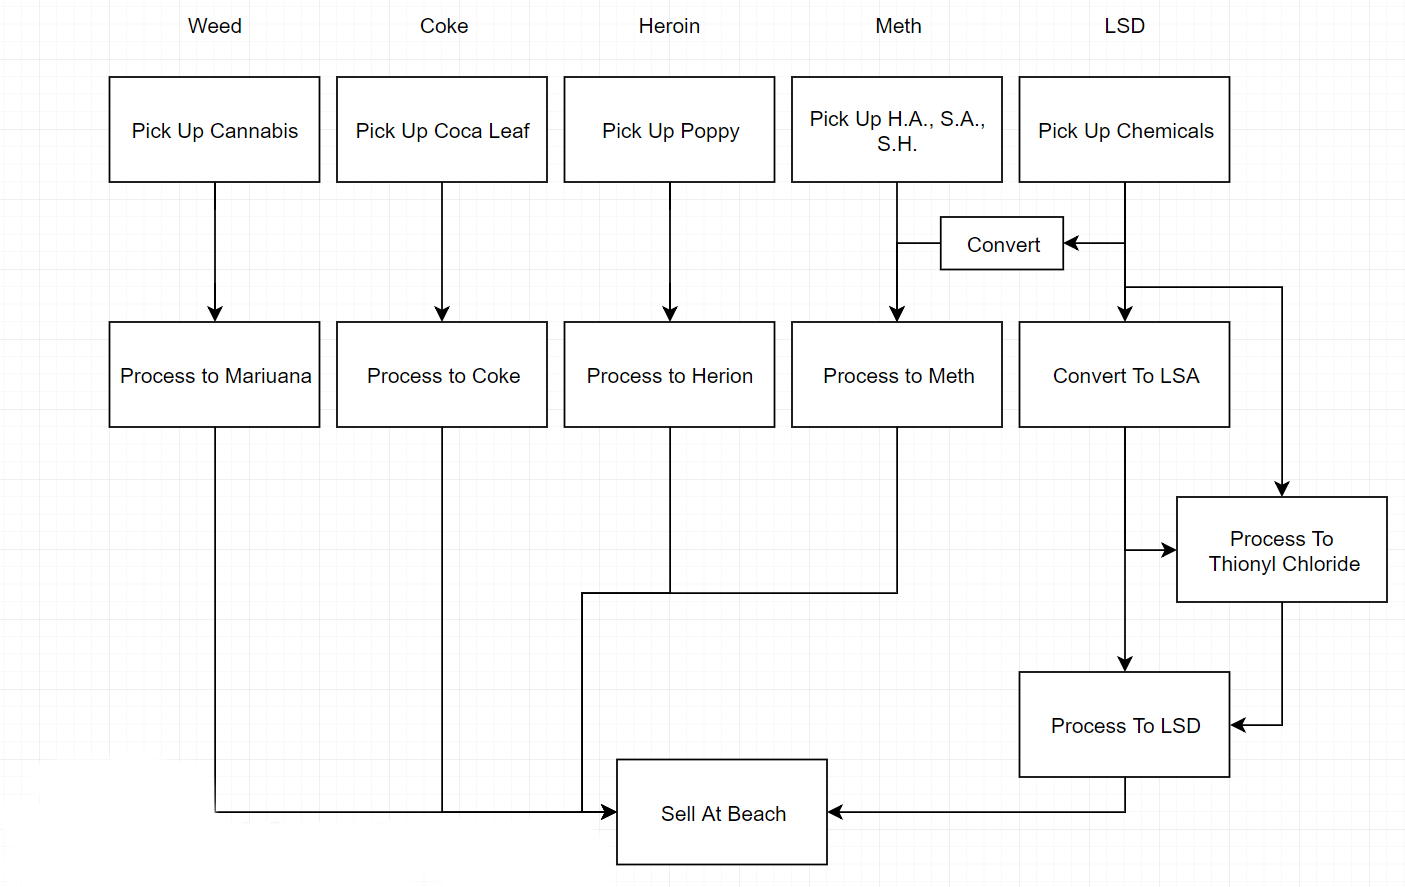 Weed
Coke
Heroin
Meth
LSD
Pick Up Cannabis
Pick Up Coca Leaf
Pick Up Poppy
Pick Up H.A., S.A.,
S.H.
Pick Up Chemicals
Convert
Process to Mariuana
Process to Coke
Process to Herion
Process to Meth
Convert To LSA
Process To
Thionyl Chloride
Process To LSD
Sell At Beach